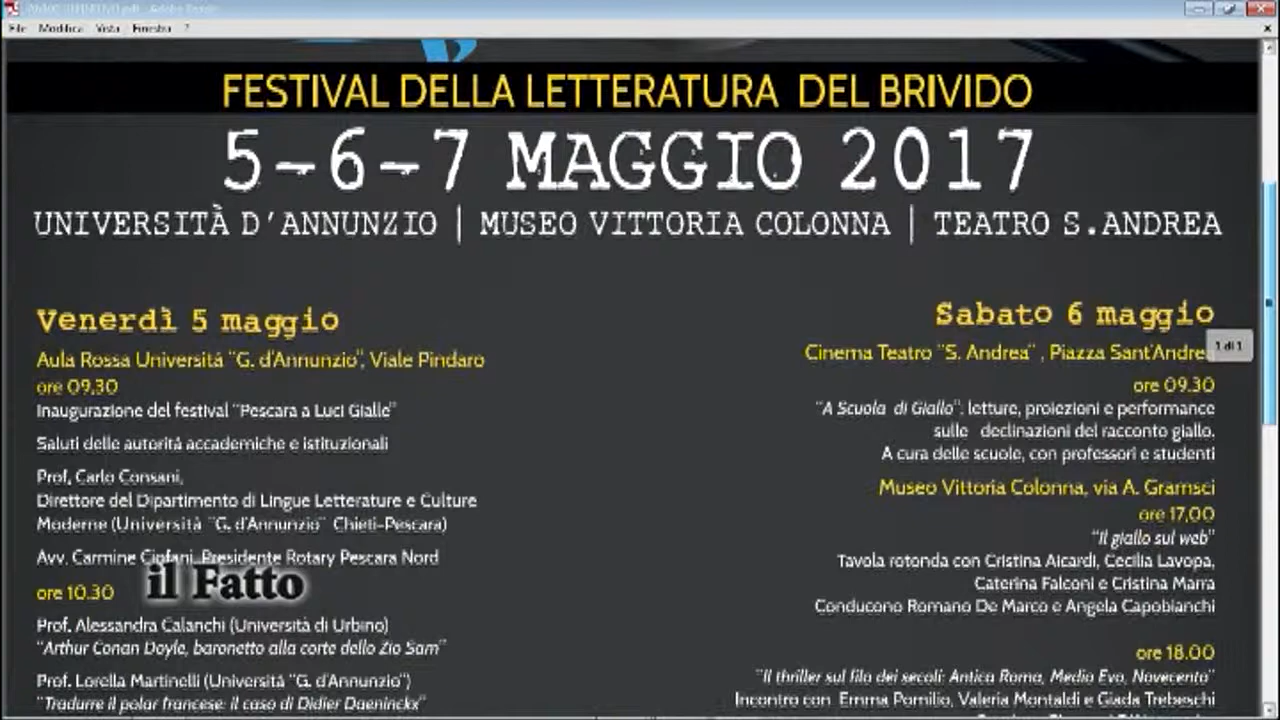 File Modifica Vista Finestra ?
FESTIVAL DELLA LETTERATURA DEL BRIVIDO
5-6-7 MAGGIO 2017
UNIVERSITÀ D'ANNUNZIO | MUSEO VITTORIA COLONNA | TEATRO S.ANDREA
Venerdì 5 maggio
Aula Rossa Università "G. d'Annunzio", Viale Pindaro
ore 09,30
Inaugurazione del festival "Pescara a Luci Gialle"
Saluti delle autorità accademiche e istituzionali
Prof. Carlo Consani,
Direttore del Dipartimento di Lingue Letterature e Culture
Moderne (Università "G. d'Annunzio" Chieti-Pescara)
Avv. Carmine Ciofani, Presidente Rotary Pescara Nord
il Fatto
ore 10.30
Prof. Alessandra Calanchi (Università di Urbino)
"Arthur Conan Doyle, baronetto alla corte dello Zio Sam"
Prof. Lorella Martinelli (Università "G. d'Annunzio")
"Tradurre il polar francese: il caso di Didier Daeninckx"
Sabato 6 maggio
Cinema Teatro "S. Andrea" , Piazza Sant'Andrea
1 di 1
ore 09.30
"A Scuola di Giallo": letture, proiezioni e performance
sulle declinazioni del racconto giallo.
A cura delle scuole, con professori e studenti
Museo Vittoria Colonna, via A. Gramsci
ore 17,00
"Il giallo sul web"
Tavola rotonda con Cristina Aicardi, Cecilia Lavopa,
Caterina Falconi e Cristina Marra
Conducono Romano De Marco e Angela Capobianchi
ore 18.00
"Il thriller sul filo dei secoli: Antica Roma, Medio Evo, Novecento"
Incontro con Emma Pomilio, Valeria Montaldi e Giada Trebeschi